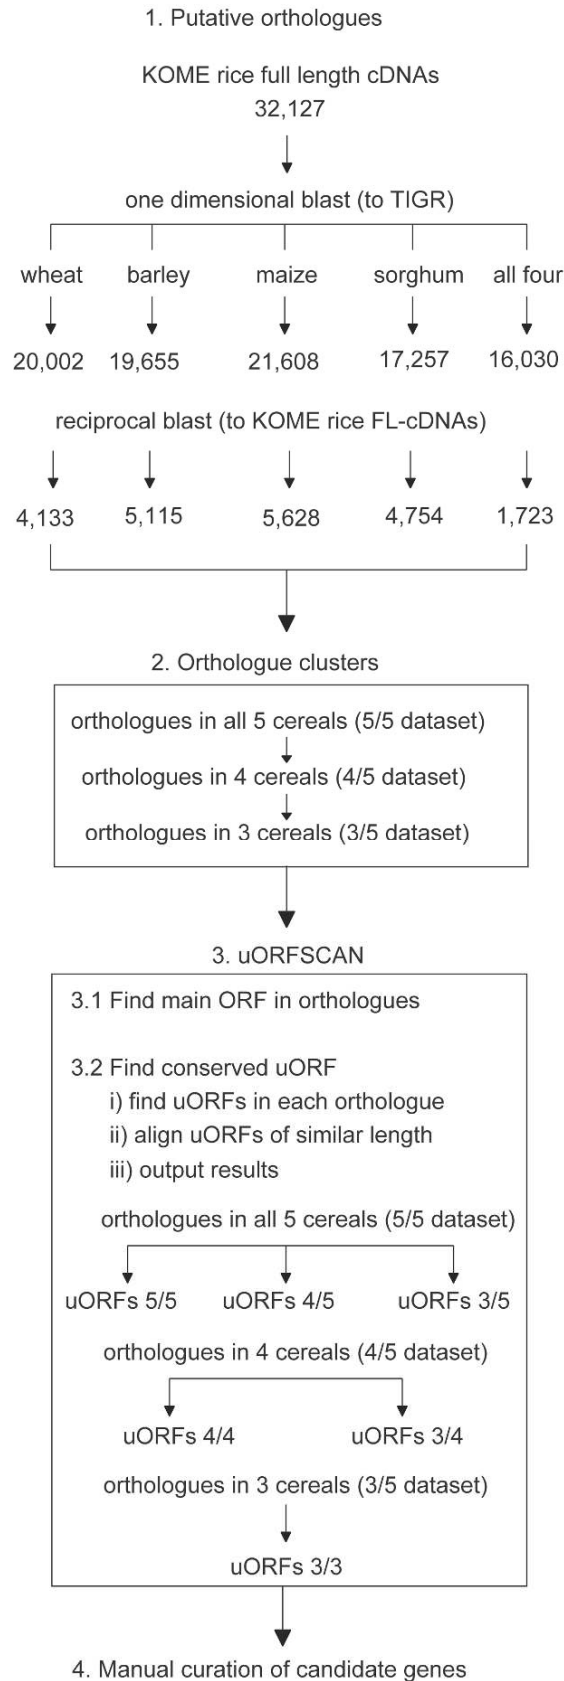 1. Putative orthologues
KOME rice full length cDNAs
32,127
one dimensional blast (to TIGR)
wheat barley maize sorghum all four
20,002 19,655 21,608 17,257 16,030
reciprocal blast (to KOME rice FL-cDNAs)
4,133 5,115 5,628 4,754 1,723
2. Orthologue clusters
orthologues in all 5 cereals (5/5 dataset)
orthologues in 4 cereals (4/5 dataset)
orthologues in 3 cereals (3/5 dataset)
3. uORFSCAN
3.1 Find main ORF in orthologues
3.2 Find conserved uORF
i) find uORFs in each orthologue
ii) align uORFs of similar length
iii) output results
orthologues in all 5 cereals (5/5 dataset)
uORFs 5/5 uORFs 4/5 uORFs 3/5
orthologues in 4 cereals (4/5 dataset)
uORFs 4/4 uORFs 3/4
orthologues in 3 cereals (3/5 dataset)
uORFs 3/3
4. Manual curation of candidate genes